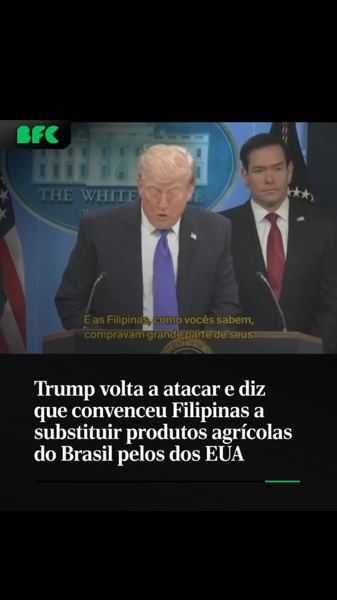 BFC
THE WHITE HOUSE
E as Filipinas, como vocês sabem,
compravam grande parte de seus
Trump volta a atacar e diz
que convenceu Filipinas a
substituir produtos agrícolas
do Brasil pelos dos EUA